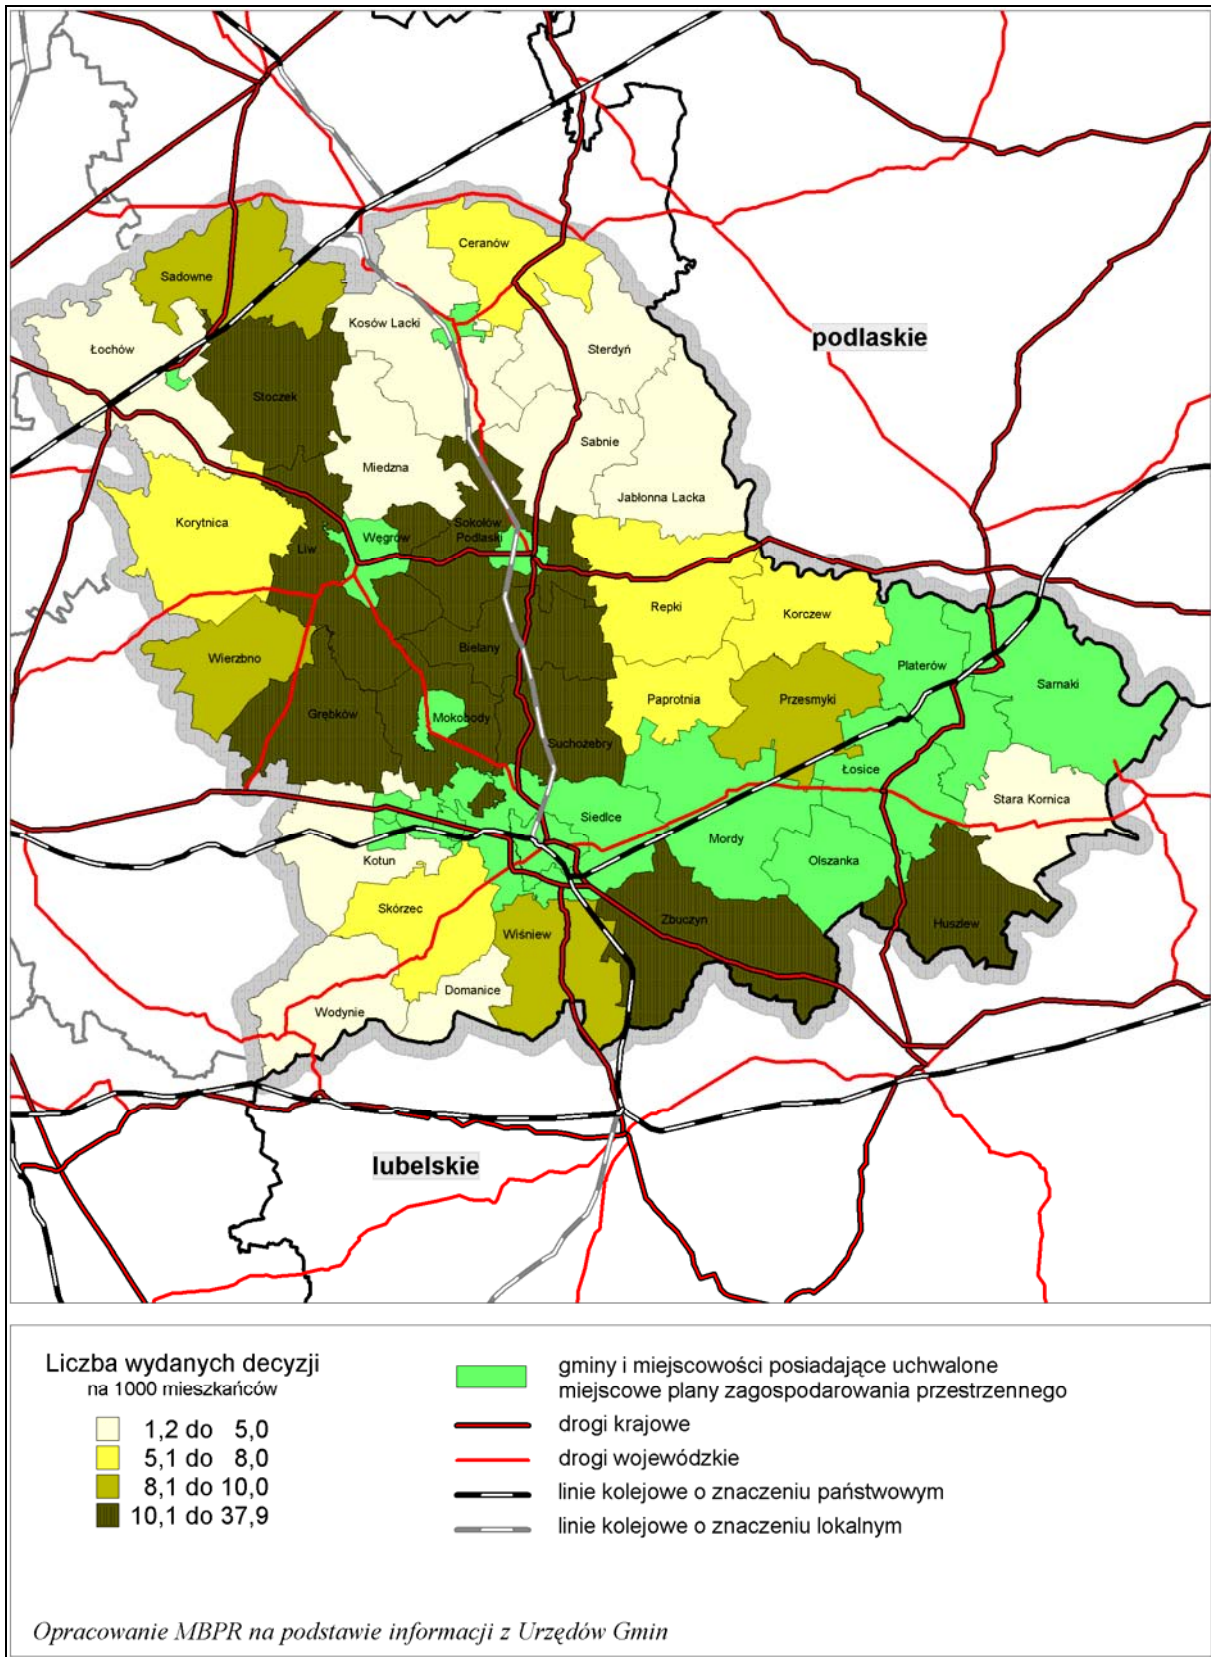 Ceranów
Sadowne
Kosów Lacki
podlaskie
Łochów
Sterdyń
Stoczek
Sabnie
Miedzna
Jabłonna Lacka
Korytnica
Sokołów
Podlaski
Węgrów
Liw
Repki
Korczew
Bielany
Wierzbno
Platerów
Sarnaki
Paprotnia
Przesmyki
Grębków
Mokobody
Suchożebry
Łosice
Stara Kornica
Siedlce
Mordy
Kotuń
Olszanka
Skórzec
Zbuczyn
Huszlew
Wiśniew
Domanice
Wodynie
lubelskie
Liczba wydanych decyzji
na 1000 mieszkańców
1,2 do 5,0
5,1 do 8,0
8,1 do 10,0
10,1 do 37,9
gminy i miejscowości posiadające uchwalone
miejscowe plany zagospodarowania przestrzennego
drogi krajowe
drogi wojewódzkie
linie kolejowe o znaczeniu państwowym
linie kolejowe o znaczeniu lokalnym
Opracowanie MBPR na podstawie informacji z Urzędów Gmin